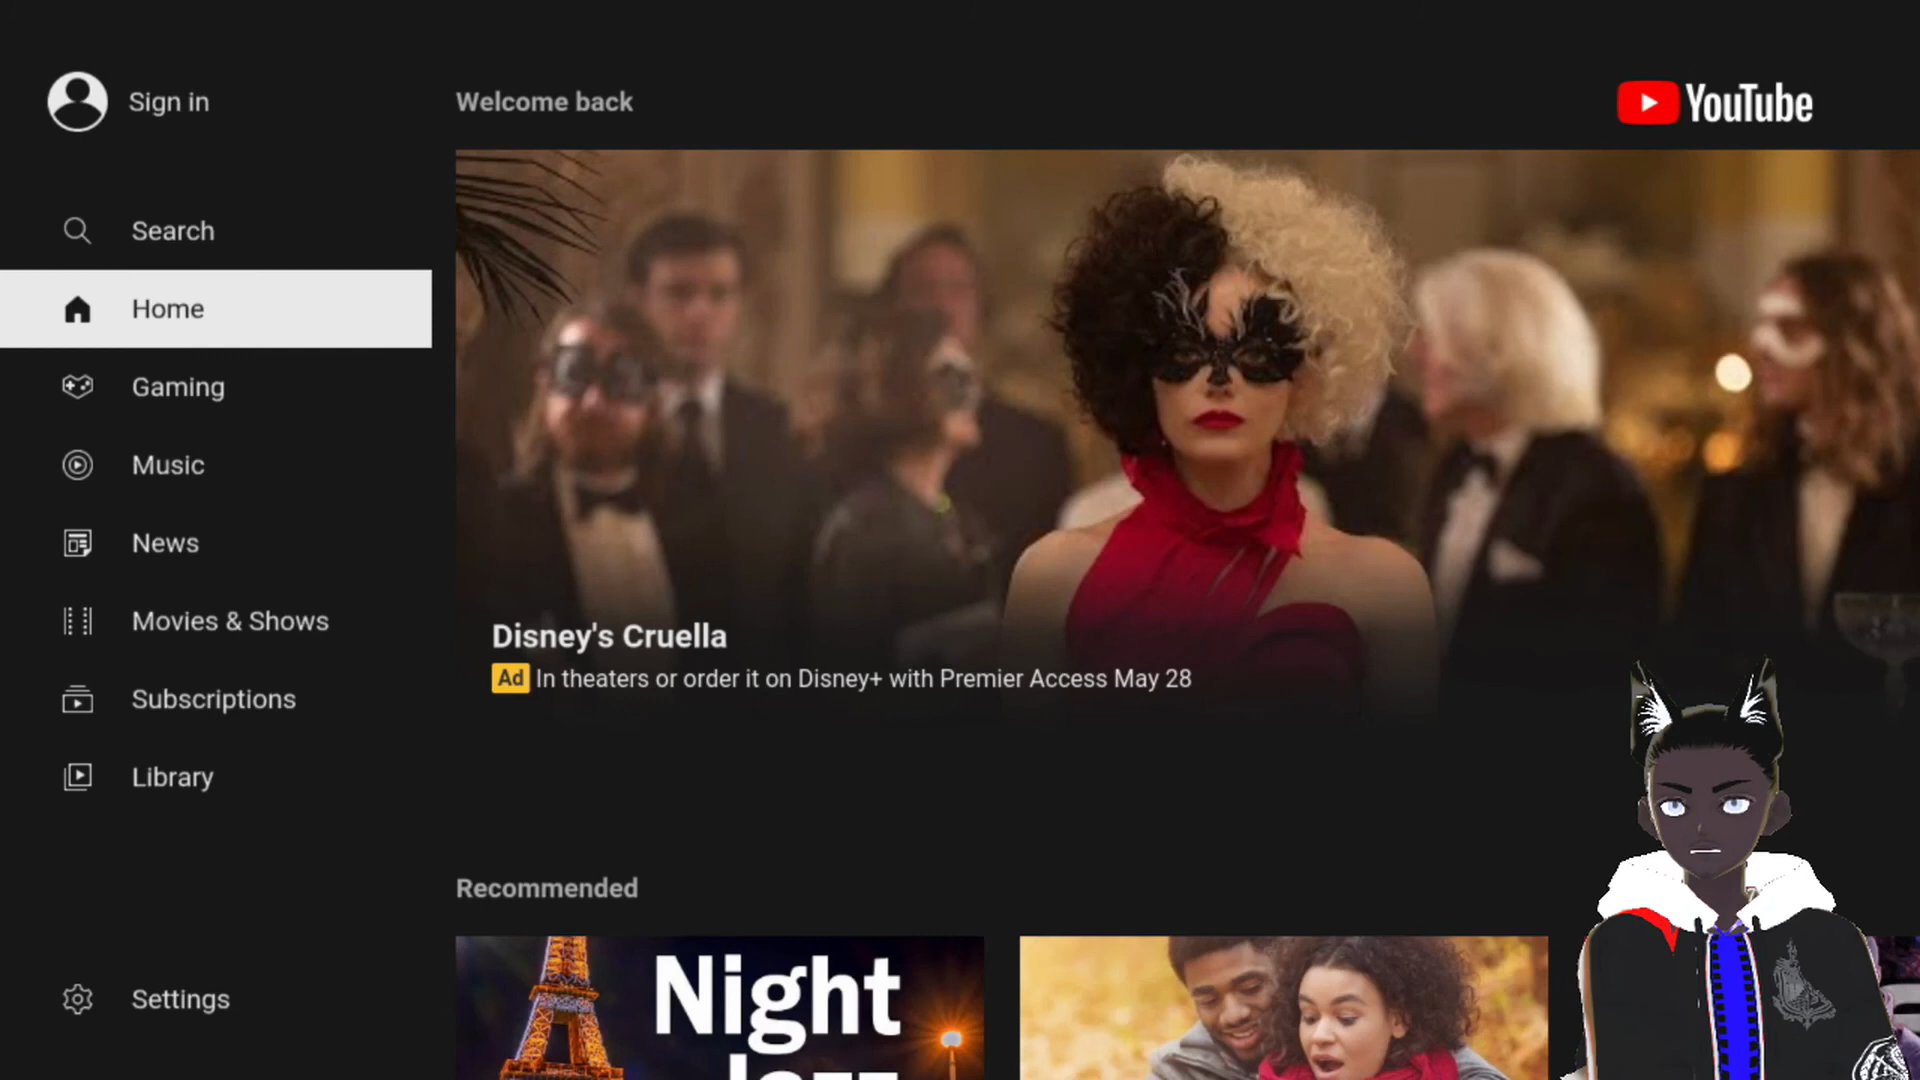 Sign in
Search
Home
Gaming
Music
News
Movies & Shows
Subscriptions
Library
Settings
Welcome back
YouTube
Disney's Cruella
Ad In theaters or order it on Disney+ with Premier Access May 28
Recommended
Night
Jazz